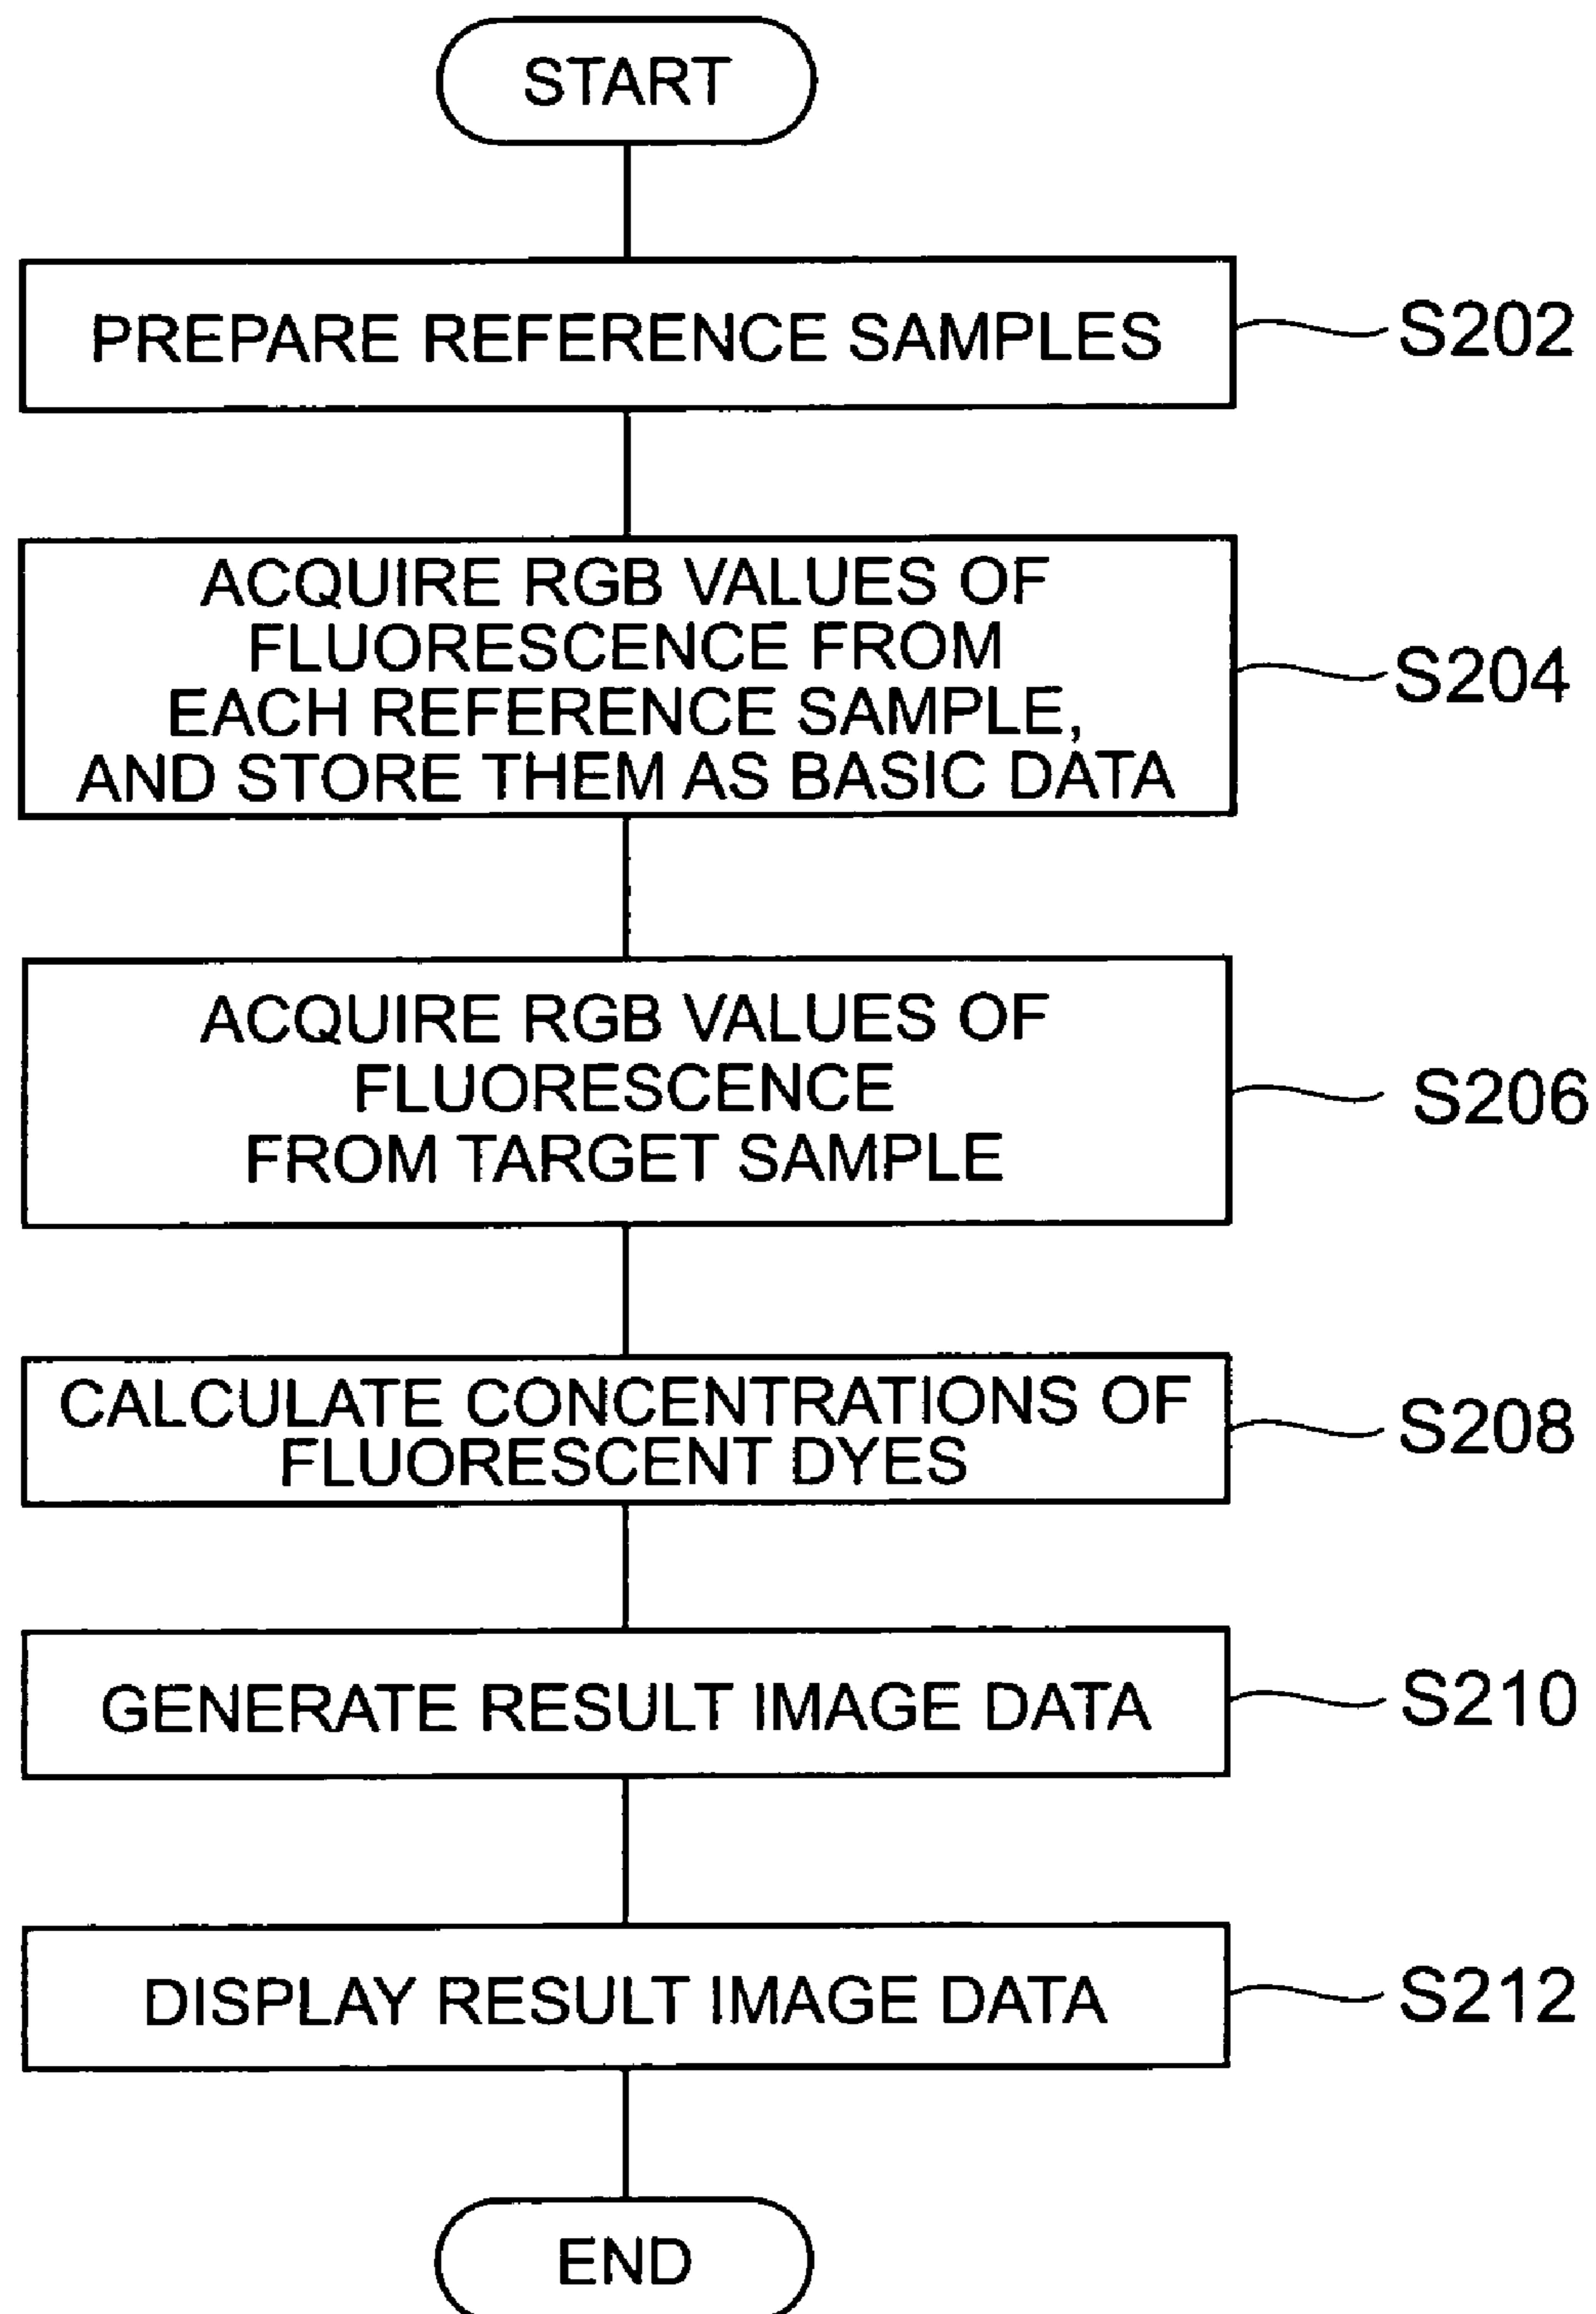 START
PREPARE REFERENCE SAMPLES
S202
ACQUIRE RGB VALUES OF
FLUORESCENCE FROM
EACH REFERENCE SAMPLE,
AND STORE THEM AS BASIC DATA
S204
ACQUIRE RGB VALUES OF
FLUORESCENCE
FROM TARGET SAMPLE
S206
CALCULATE CONCENTRATIONS OF
FLUORESCENT DYES
S208
GENERATE RESULT IMAGE DATA
S210
DISPLAY RESULT IMAGE DATA
S212
END